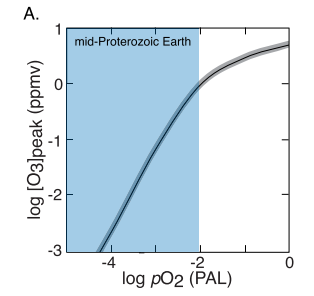 A.
mid-Proterozoic Earth
1
0
-1
-2
-3
log [O3]peak (ppmv)
-4
-2
0
log pO2 (PAL)